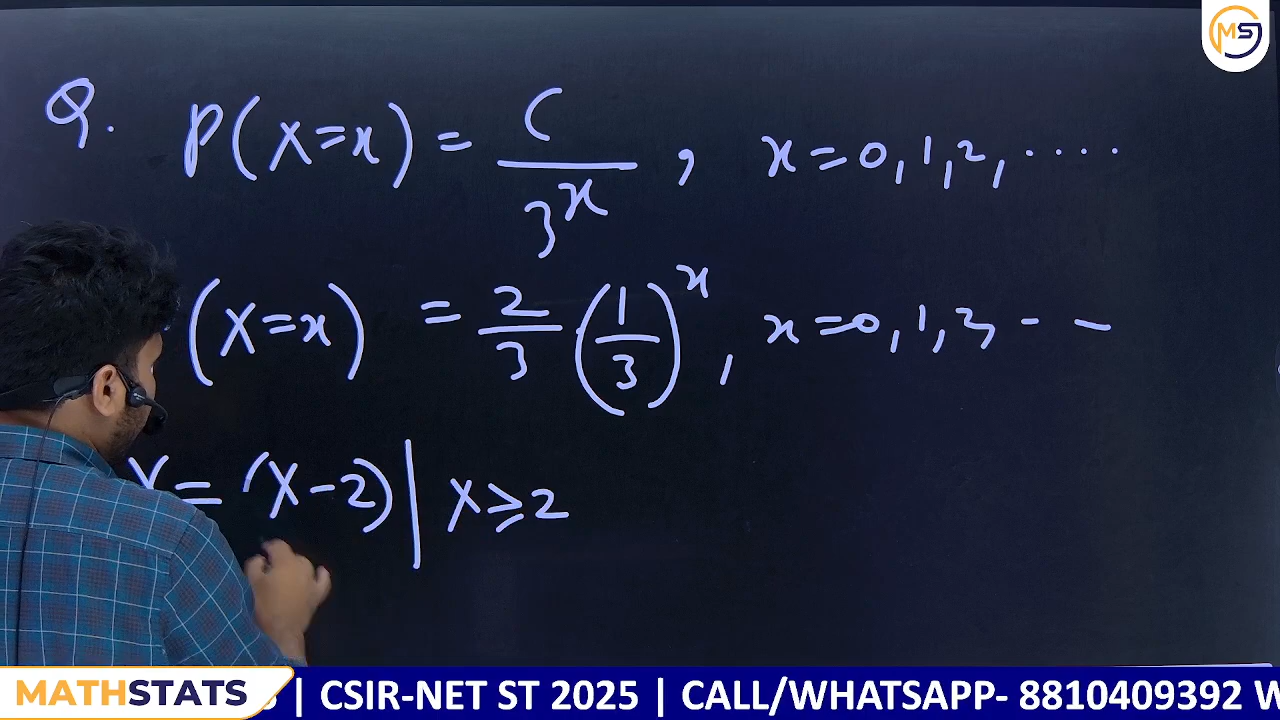 MS
Q. P(X=x) = C/3^x , x=0,1,2,....
(X=x) = 2/3 (1/3)^x , x=0,1,2, - -
Y = (X-2) | X≥2
MATHSTATS | CSIR-NET ST 2025 | CALL/WHATSAPP- 8810409392 W